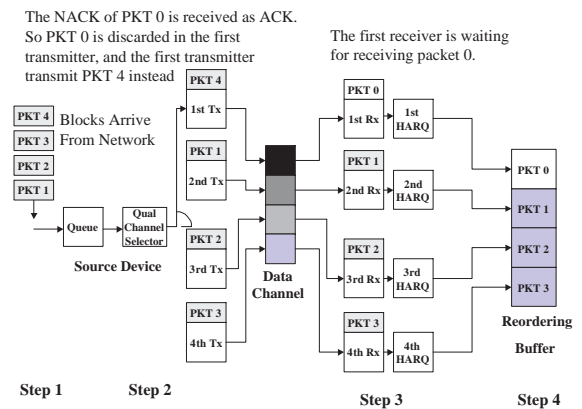 The NACK of PKT 0 is received as ACK.
So PKT 0 is discarded in the first
transmitter, and the first transmitter
transmit PKT 4 instead
The first receiver is waiting
for receiving packet 0.
PKT 4
PKT 3
PKT 2
PKT 1
Blocks Arrive
From Network
Queue
Qual
Channel
Selector
Source Device
PKT 4
1st Tx
PKT 1
2nd Tx
PKT 2
3rd Tx
PKT 3
4th Tx
Data
Channel
PKT 0
1st Rx
1st
HARQ
PKT 1
2nd Rx
2nd
HARQ
PKT 2
3rd Rx
3rd
HARQ
PKT 3
4th Rx
4th
HARQ
PKT 0
PKT 1
PKT 2
PKT 3
Reordering
Buffer
Step 1
Step 2
Step 3
Step 4